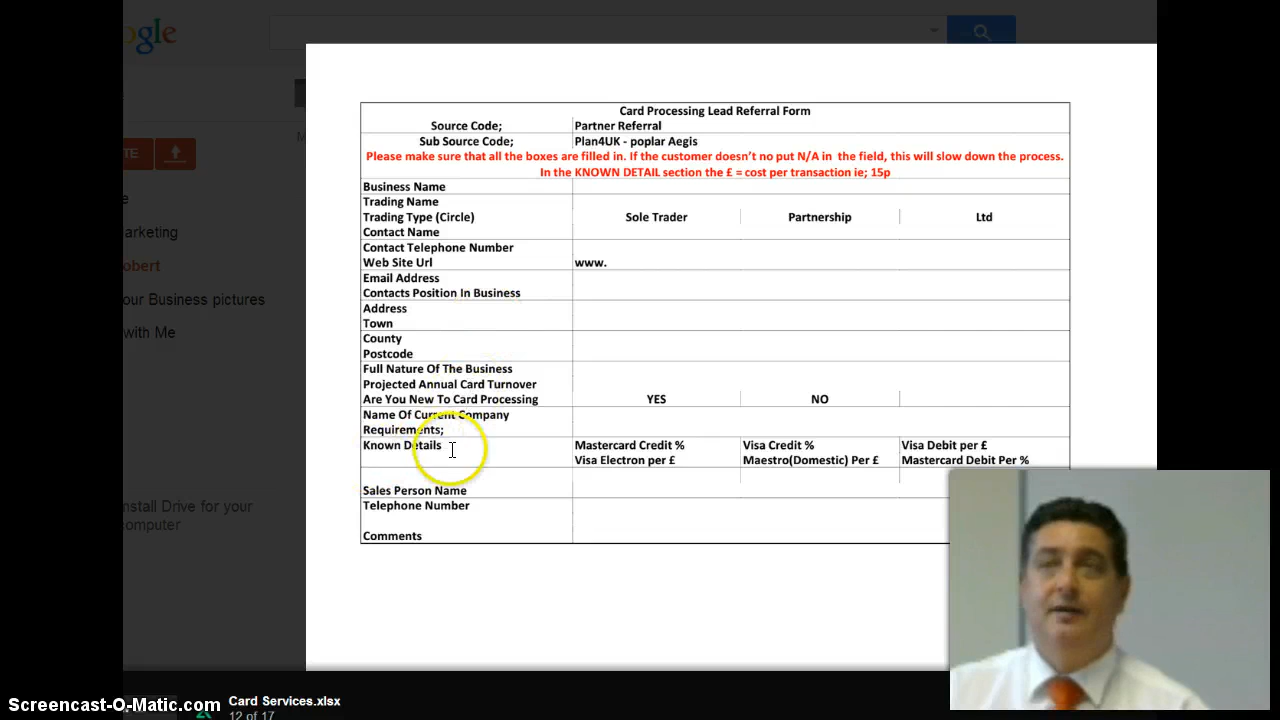 ogle
Card Processing Lead Referral Form
Source Code; Partner Referral
Sub Source Code; Plan4UK - poplar Aegis
Please make sure that all the boxes are filled in. If the customer doesn't no put N/A in the field, this will slow down the process.
In the KNOWN DETAIL section the £ = cost per transaction ie; 15p
TE
Business Name
Trading Name
Trading Type (Circle) Sole Trader Partnership Ltd
Contact Name
arketing
Contact Telephone Number
Web Site Url www.
obert
Email Address
Contacts Position In Business
our Business pictures
Address
Town
with Me
County
Postcode
Full Nature Of The Business
Projected Annual Card Turnover
Are You New To Card Processing YES NO
Name Of Current Company
Requirements;
Known Details Mastercard Credit % Visa Credit % Visa Debit per £
Visa Electron per £ Maestro(Domestic) Per £ Mastercard Debit Per %
Sales Person Name
Telephone Number
nstall Drive for your
computer
Comments
Screencast-O-Matic.com
Card Services.xlsx
12 of 17